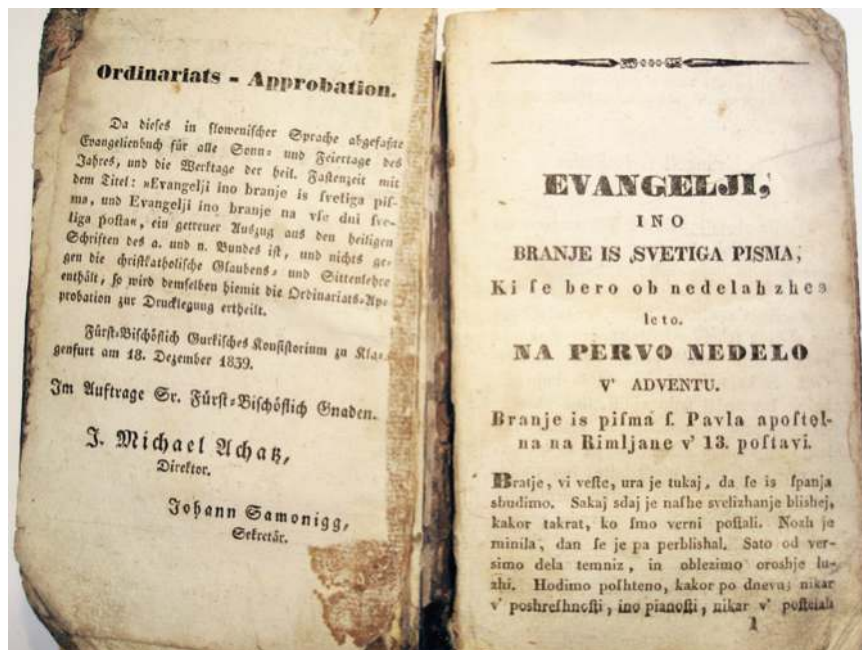 Ordinariats - Approbation.
Da dieſes in ſloweniſcher Sprache abgefaßte
Evangelienbuch für alle Sonn- und Feiertage des
Jahres, und die Werktage der heil. Faſtenzeit mit
dem Titel: »Evangelji ino branje is ſvetiga piſ-
ma, und Evangelji ino branje na vſe dni ſve-
tiga poſta«, ein getreuer Auszug aus den heiligen
Schriften des a. und n. Bundes iſt, und nichts ge-
gen die chriſtkatholiſche Glaubens- und Sittenlehre
enthält, ſo wird demſelben hiemit die Ordinariats-Ap-
probation zur Drucklegung ertheilt.
Fürſt-Biſchöflich Gurkiſches Konſiſtorium zu Kla-
genfurt am 18. Dezember 1839.
Im Auftrage Sr. Fürſt-Biſchöflich Gnaden.
J. Michael Achatz,
Direktor.
Johann Samonigg,
Sekretär.
EVANGELJI,
INO
BRANJE IS SVETIGA PISMA,
Ki ſe bero ob nedelah zhes
leto.
NA PERVO NEDELO
V' ADVENTU.
Branje is piſma ſ. Pavla apoſtel-
na na Rimljane v' 13. poſtavi.
Bratje, vi veſte, ura je tukaj, da ſe is ſpanja
sbudimo. Sakaj sdaj je naſhe svelizhanje blishej,
kakor takrat, ko ſmo verni poſtali. Nozh je
minila, dan ſe je pa perblishal. Sato od ver-
simo dela temniz, in oblezimo oroshje lu-
zhi. Hodimo poſhteno, kakor po dnevu; nikar
v' poshreſhnoſti, ino pianoſti, nikar v' poſtelah
1